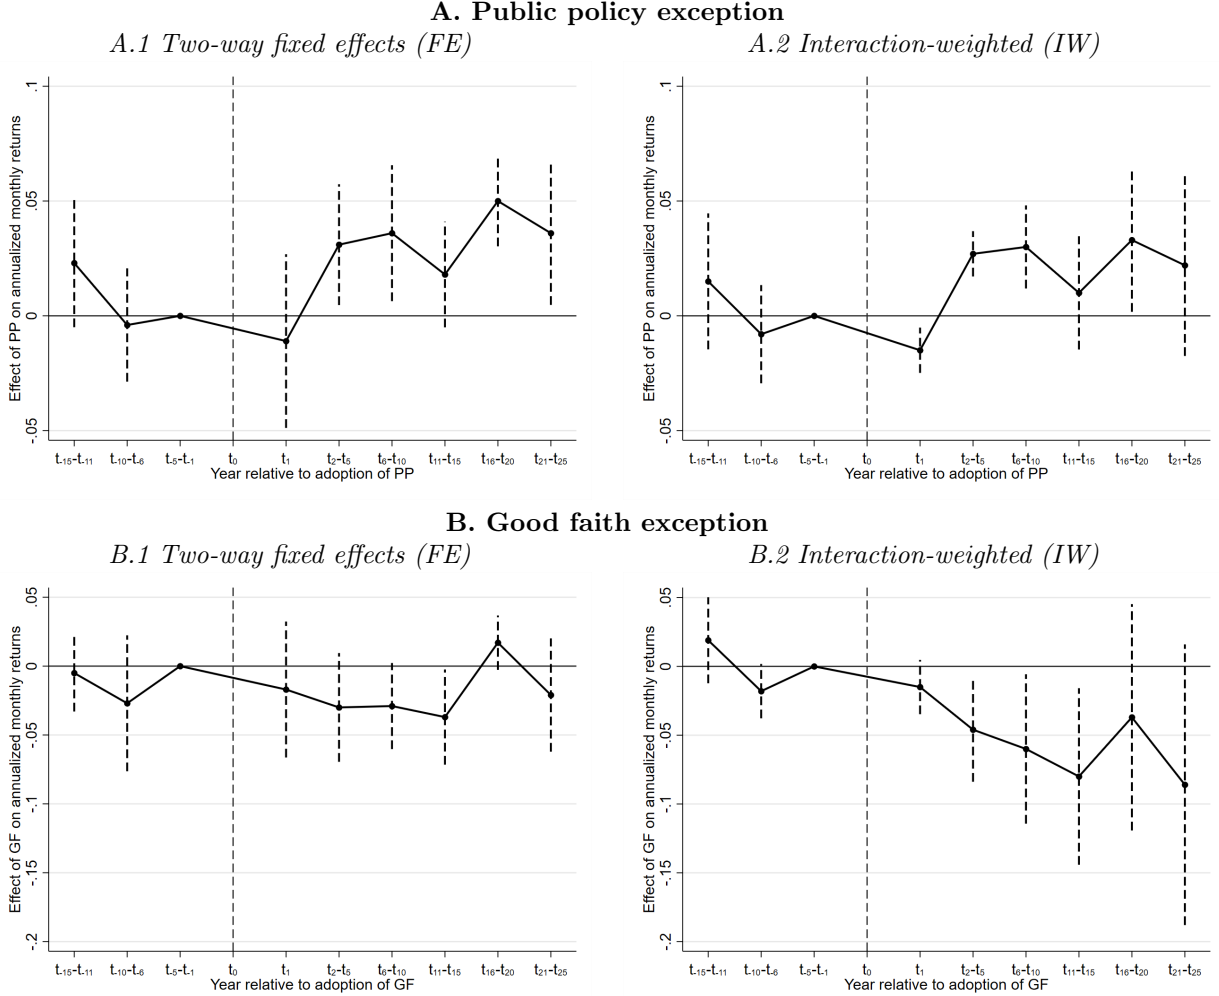 A. Public policy exception
A.1 Two-way fixed effects (FE)
A.2 Interaction-weighted (IW)
Effect of PP on annualized monthly returns
.1
.05
0
-.05
t-15-t-11 t-10-t-6 t-5-t-1 t0 t1 t2-t5 t6-t10 t11-t15 t16-t20 t21-t25
Year relative to adoption of PP
Effect of PP on annualized monthly returns
.1
.05
0
-.05
t-15-t-11 t-10-t-6 t-5-t-1 t0 t1 t2-t5 t6-t10 t11-t15 t16-t20 t21-t25
Year relative to adoption of PP
B. Good faith exception
B.1 Two-way fixed effects (FE)
B.2 Interaction-weighted (IW)
Effect of GF on annualized monthly returns
.05
0
-.05
-.1
-.15
-.2
t-15-t-11 t-10-t-6 t-5-t-1 t0 t1 t2-t5 t6-t10 t11-t15 t16-t20 t21-t25
Year relative to adoption of GF
Effect of GF on annualized monthly returns
.05
0
-.05
-.1
-.15
-.2
t-15-t-11 t-10-t-6 t-5-t-1 t0 t1 t2-t5 t6-t10 t11-t15 t16-t20 t21-t25
Year relative to adoption of GF